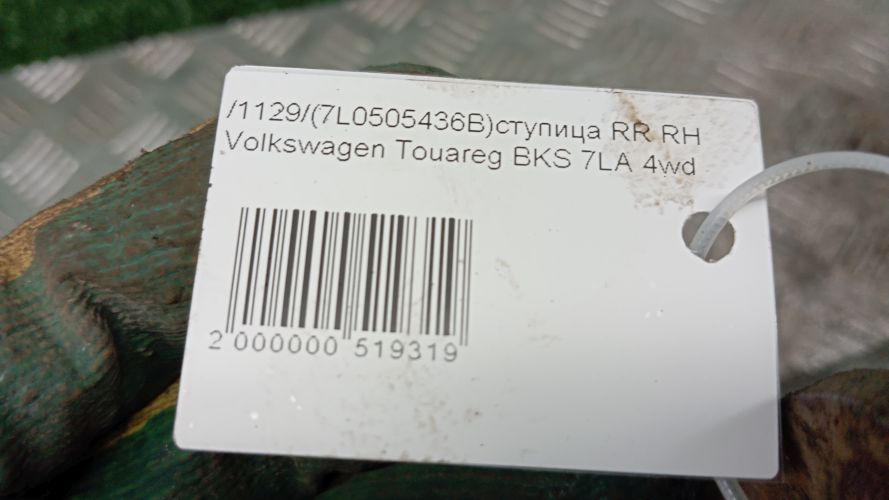 /1129/(7L0505436B)ступица RR RH
Volkswagen Touareg BKS 7LA 4wd
2 000000 519319